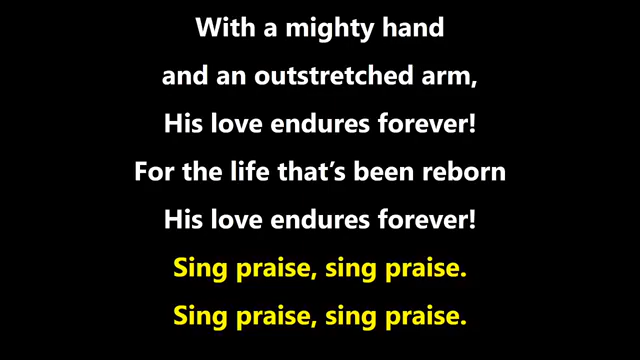 With a mighty hand
and an outstretched arm,
His love endures forever!
For the life that’s been reborn
His love endures forever!
Sing praise, sing praise.
Sing praise, sing praise.